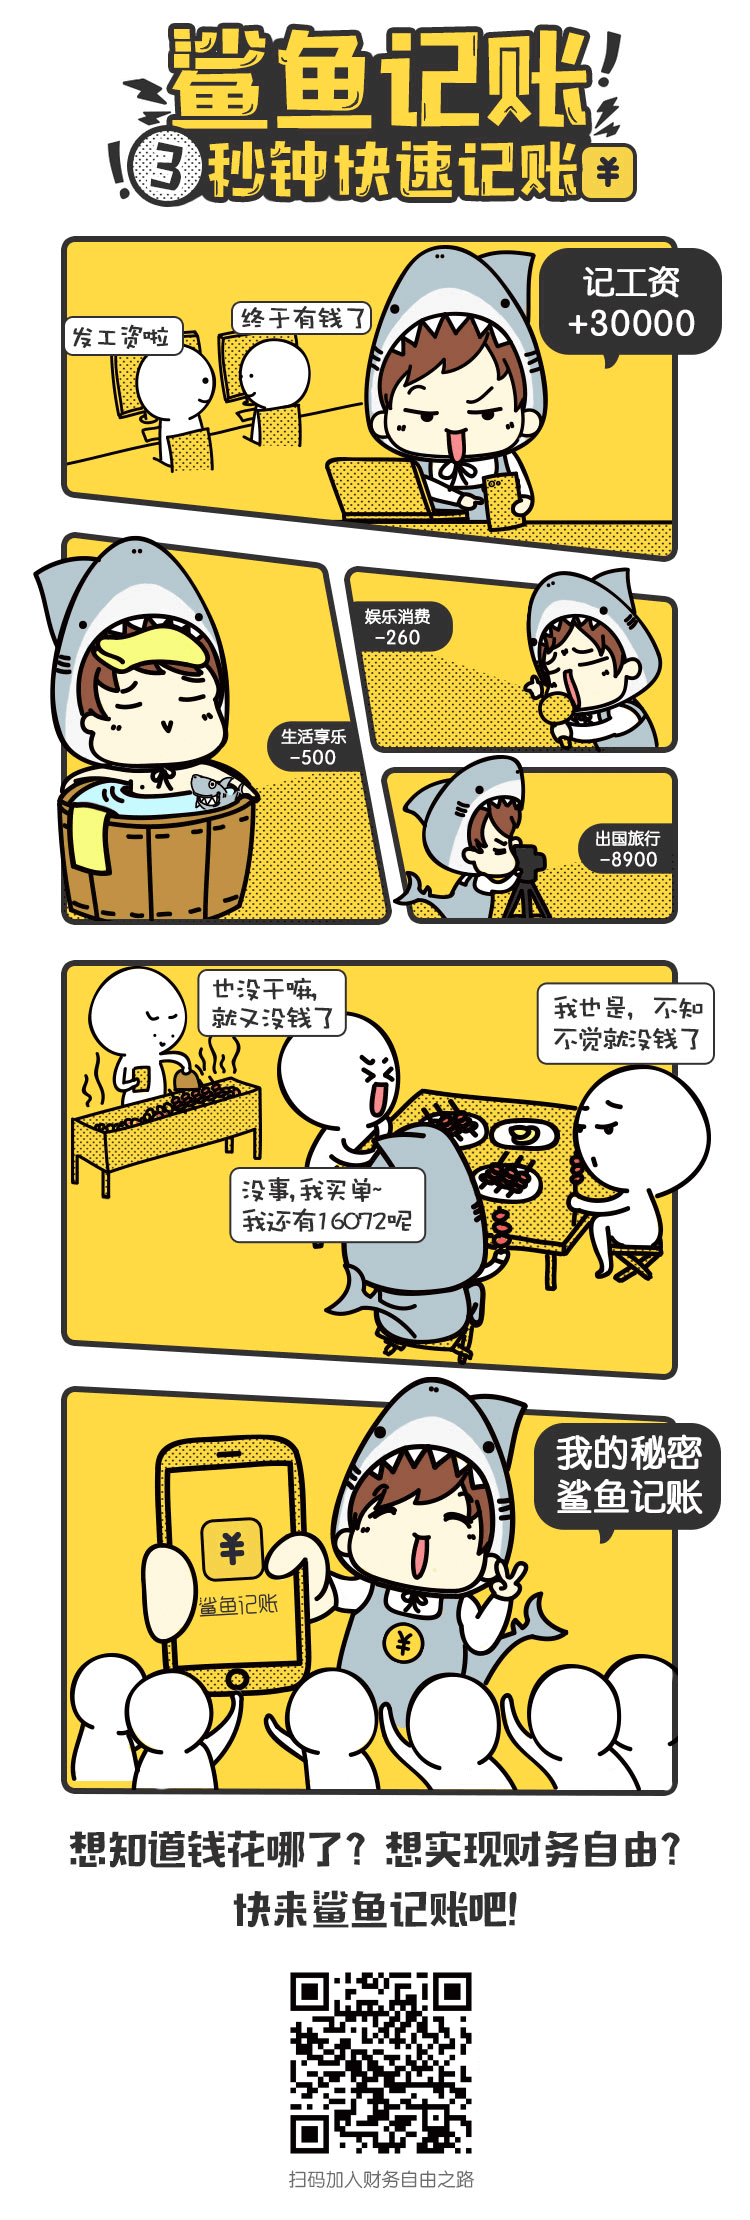 鲨鱼记账
3秒钟快速记账¥
记工资
+30000
发工资啦
终于有钱了
娱乐消费
-260
生活享乐
-500
出国旅行
-8900
也没干嘛,
就又没钱了
我也是，不知
不觉就没钱了
没事,我买单~
我还有16072呢
我的秘密
鲨鱼记账
¥
鲨鱼记账
¥
想知道钱花哪了？想实现财务自由？
快来鲨鱼记账吧！
扫码加入财务自由之路